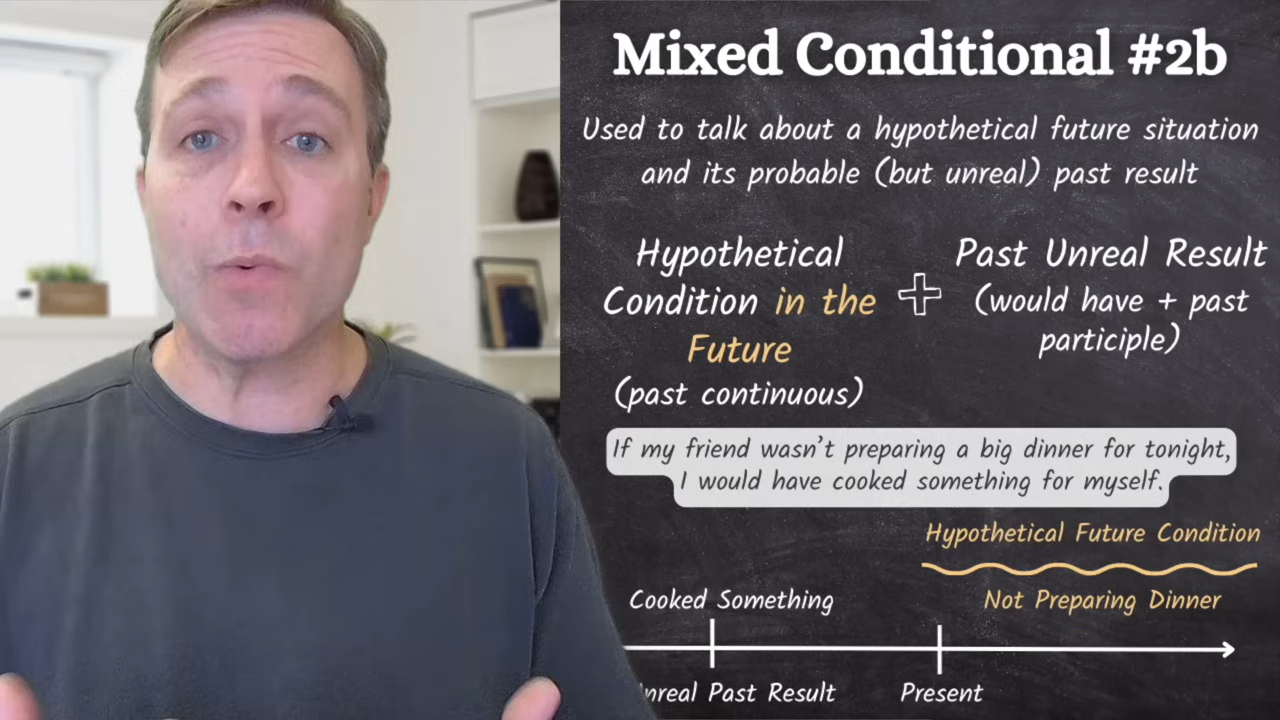 Mixed Conditional #2b
Used to talk about a hypothetical future situation
and its probable (but unreal) past result
Hypothetical
Condition in the
Future
(past continuous)
Past Unreal Result
(would have + past
participle)
If my friend wasn't preparing a big dinner for tonight,
I would have cooked something for myself.
Hypothetical Future Condition
Cooked Something
Not Preparing Dinner
Past Result
Present